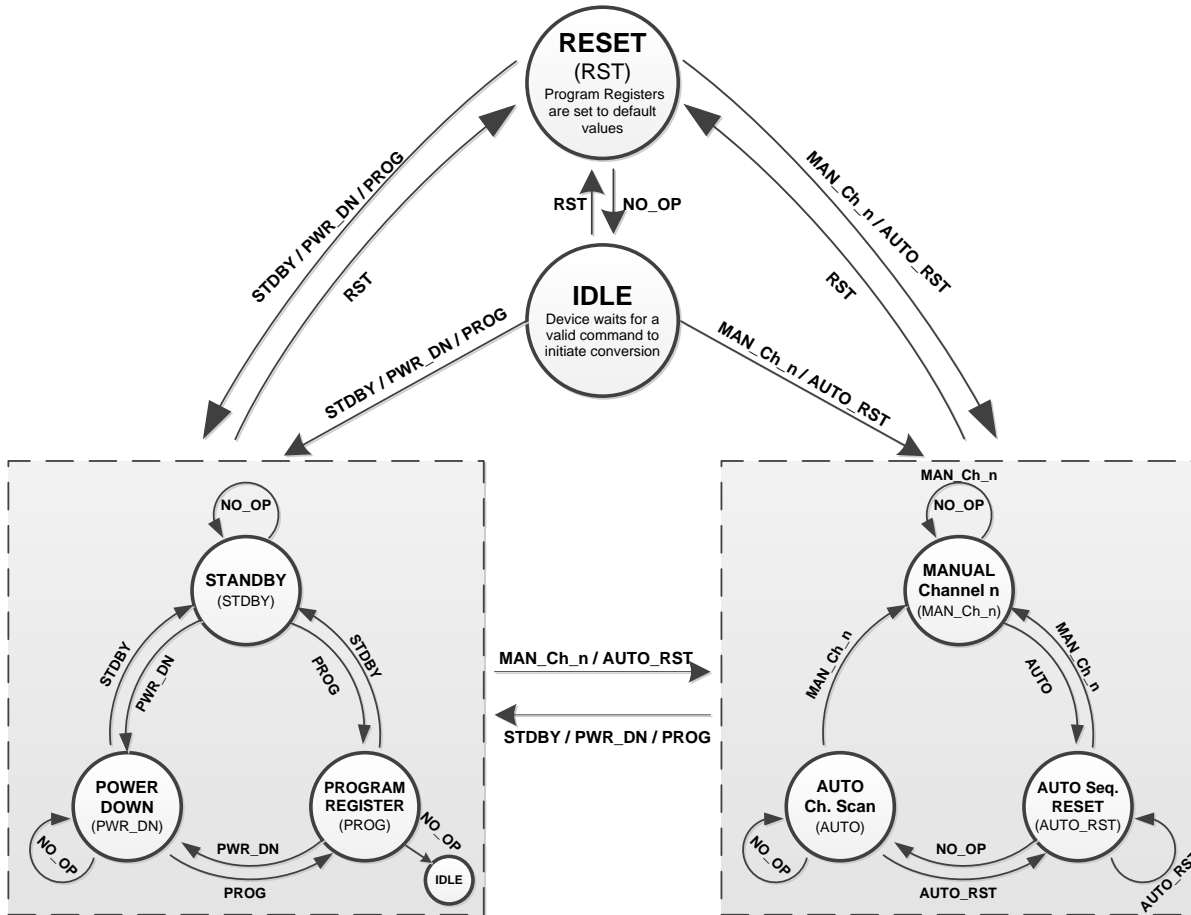 RESET
(RST)
Program Registers
are set to default
values
STDBY / PWR_DN / PROG
RST
RST
NO_OP
MAN_Ch_n / AUTO_RST
RST
IDLE
Device waits for a
valid command to
initiate conversion
STDBY / PWR_DN / PROG
MAN_Ch_n / AUTO_RST
NO_OP
STANDBY
(STDBY)
STDBY
PWR_DN
PROG
STDBY
POWER
DOWN
(PWR_DN)
NO_OP
PROGRAM
REGISTER
(PROG)
NO_OP
IDLE
PWR_DN
PROG
MAN_Ch_n / AUTO_RST
STDBY / PWR_DN / PROG
MAN_Ch_n
NO_OP
MANUAL
Channel n
(MAN_Ch_n)
MAN_Ch_n
AUTO
MAN_Ch_n
AUTO
Ch. Scan
(AUTO)
NO_OP
AUTO Seq.
RESET
(AUTO_RST)
NO_OP
AUTO_RST
AUTO_RST